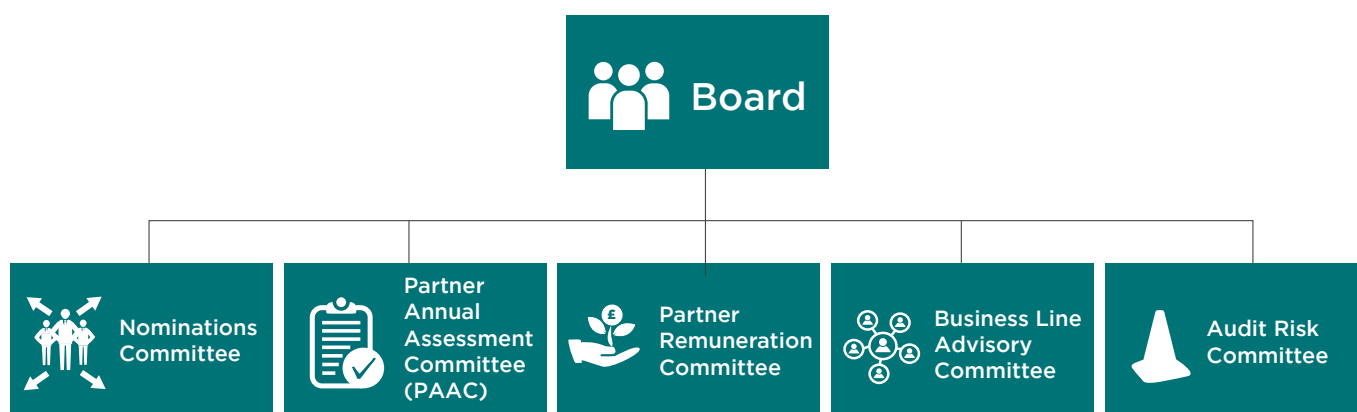 Board
Nominations
Committee
Partner
Annual
Assessment
Committee
(PAAC)
£
Partner
Remuneration
Committee
Business Line
Advisory
Committee
Audit Risk
Committee